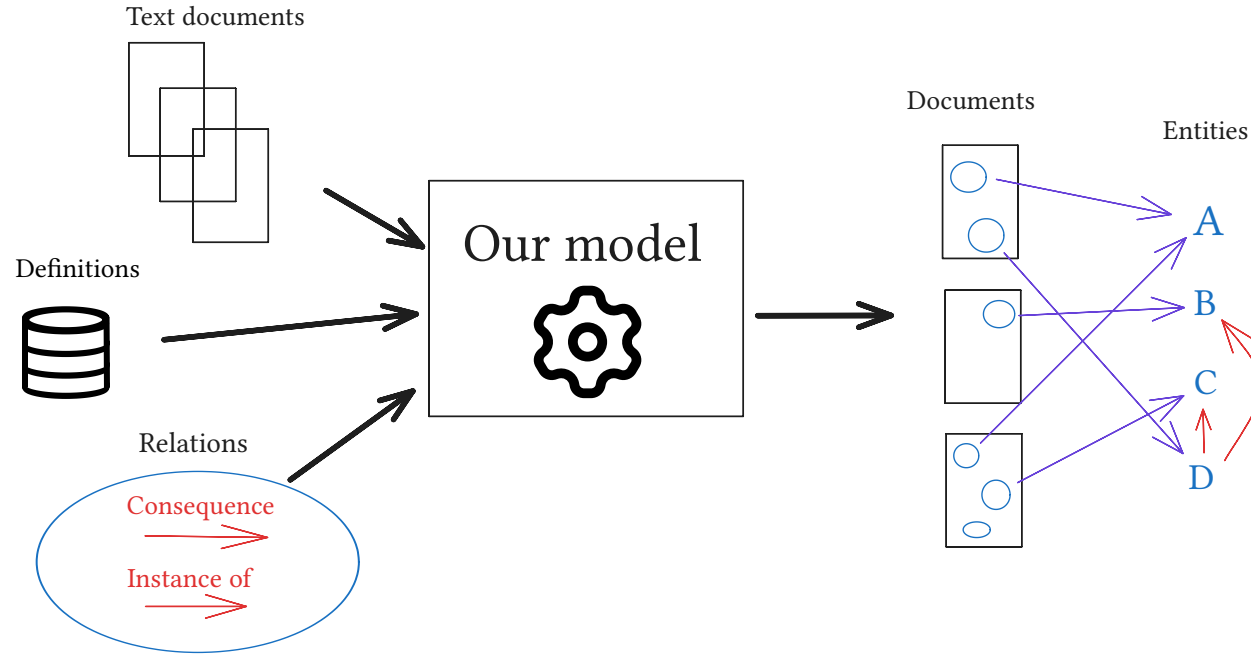 Text documents
Definitions
Relations
Consequence
Instance of
Our model
Documents
Entities
A
B
C
D